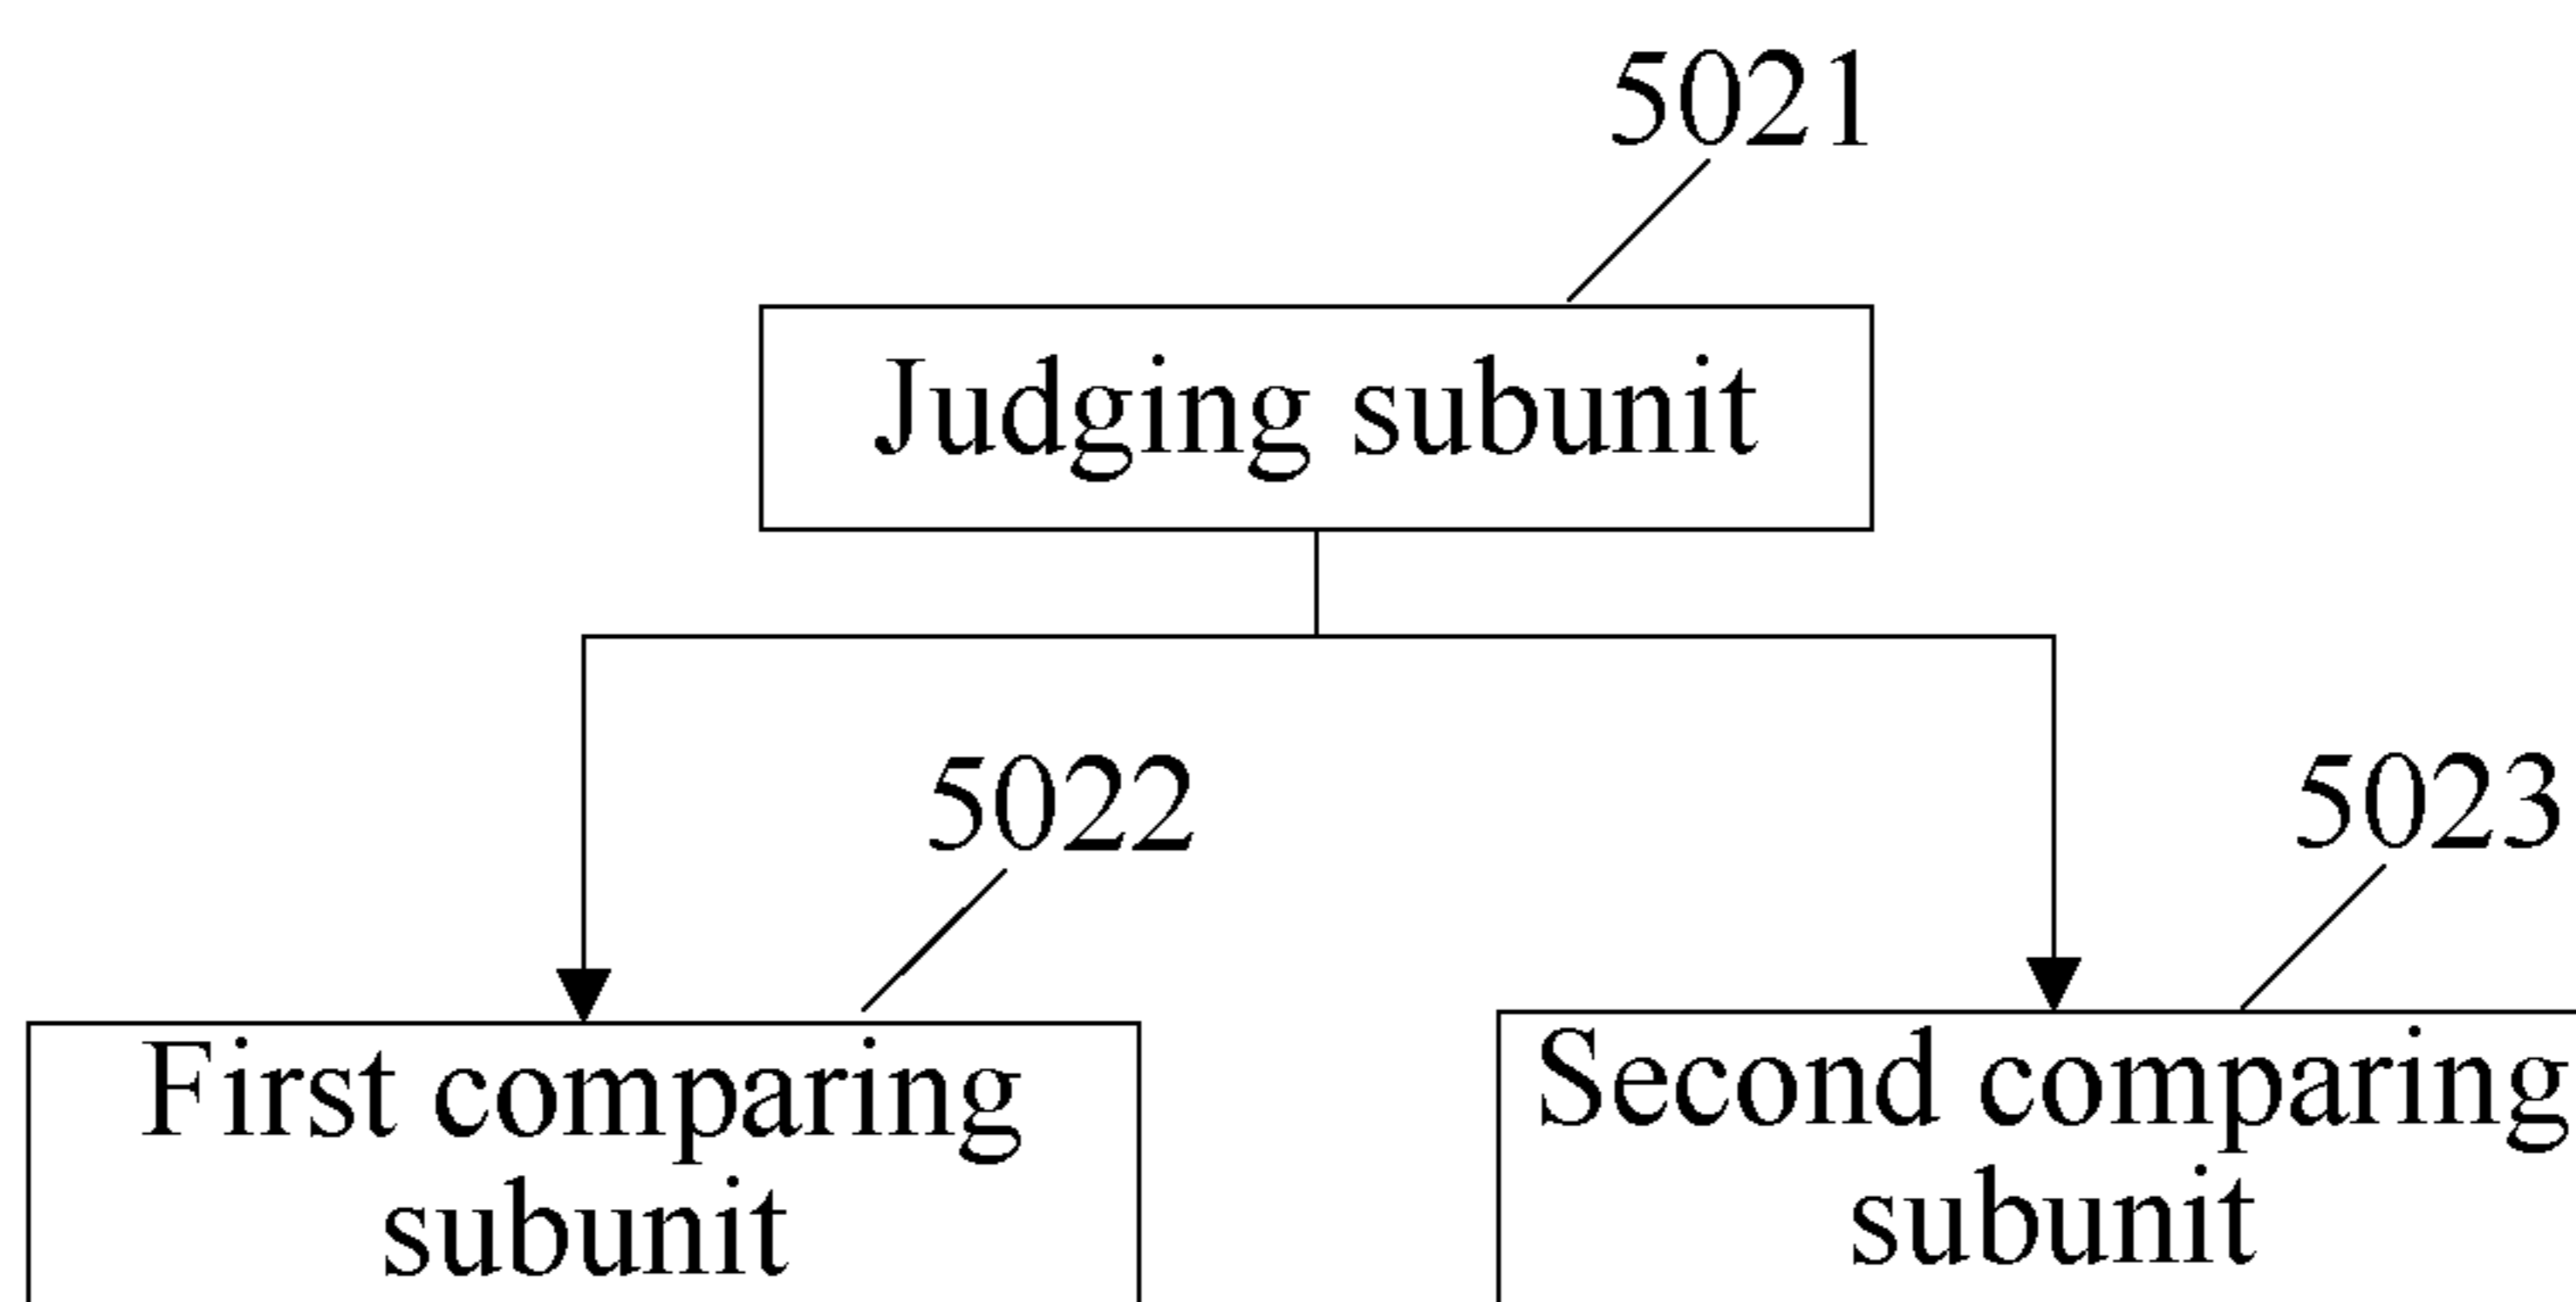 5021
Judging subunit
5022
5023
First comparing
subunit
Second comparing
subunit